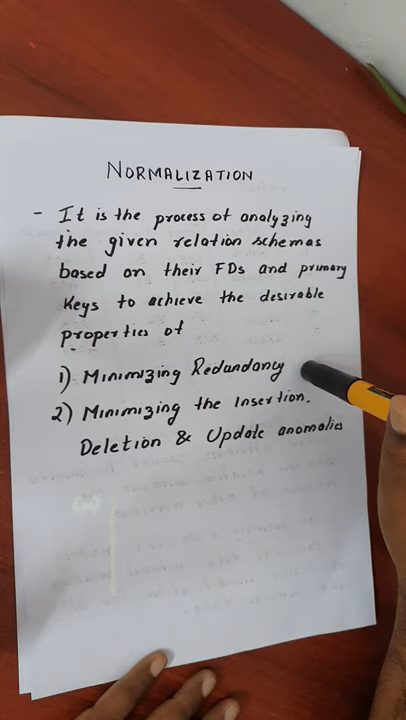 NORMALIZATION
- It is the process of analyzing
the given relation schemas
based on their FDs and primary
keys to achieve the desirable
properties of
1) Minimizing Redundancy
2) Minimizing the Insertion.
Deletion & Update anomalies